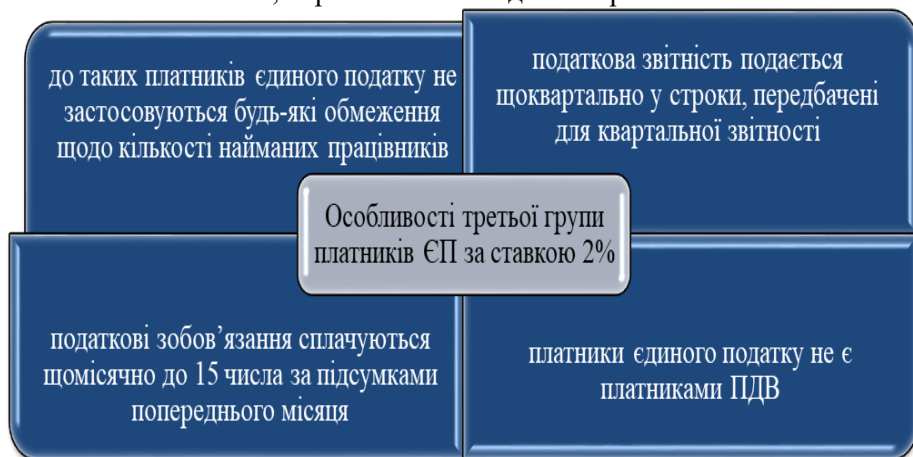 до таких платників єдиного податку не
застосовуються будь-які обмеження
щодо кількості найманих працівників
податкова звітність подається
щоквартально у строки, передбачені
для квартальної звітності
Особливості третьої групи
платників ЄП за ставкою 2%
податкові зобов’язання сплачуються
щомісячно до 15 числа за підсумками
попереднього місяця
платники єдиного податку не є
платниками ПДВ